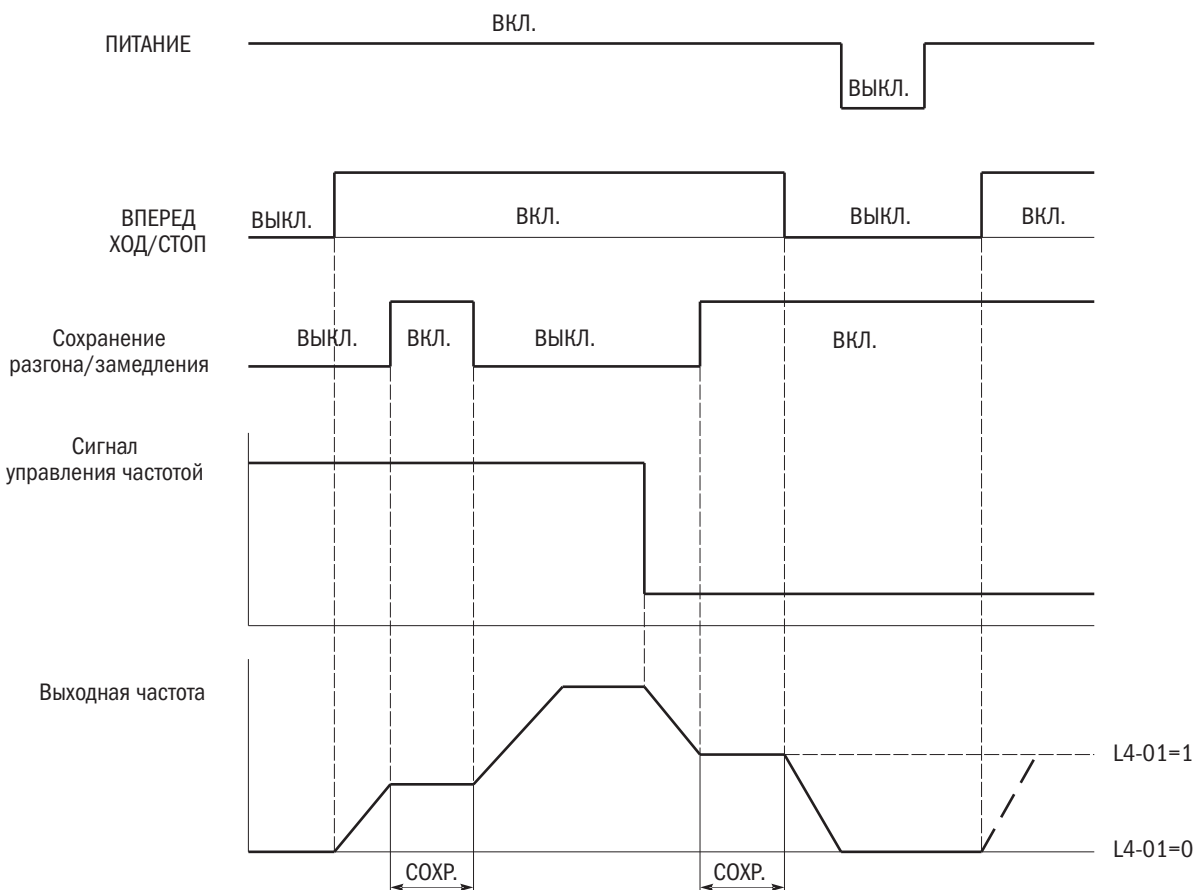 ВКЛ.
ПИТАНИЕ
ВЫКЛ.
ВПЕРЕД
ХОД/СТОП
ВЫКЛ.
ВКЛ.
ВЫКЛ.
ВКЛ.
Сохранение
разгона/замедления
ВЫКЛ.
ВКЛ.
ВЫКЛ.
ВКЛ.
Сигнал
управления частотой
Выходная частота
L4-01=1
L4-01=0
СОХР.
СОХР.